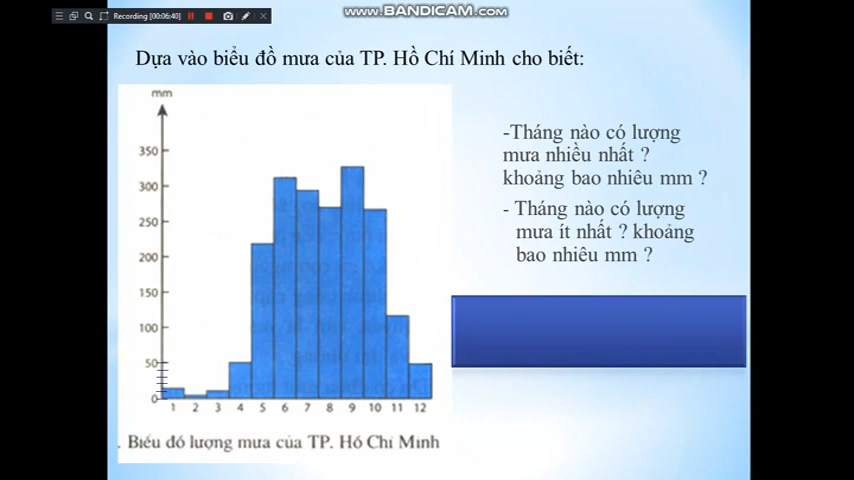 Recording [00:06:40]
www.BANDICAM.com
Dựa vào biểu đồ mưa của TP. Hồ Chí Minh cho biết:
mm
350
300
250
200
150
100
50
0
1 2 3 4 5 6 7 8 9 10 11 12
. Biểu đồ lượng mưa của TP. Hồ Chí Minh
-Tháng nào có lượng
mưa nhiều nhất ?
khoảng bao nhiêu mm ?
- Tháng nào có lượng
mưa ít nhất ? khoảng
bao nhiêu mm ?